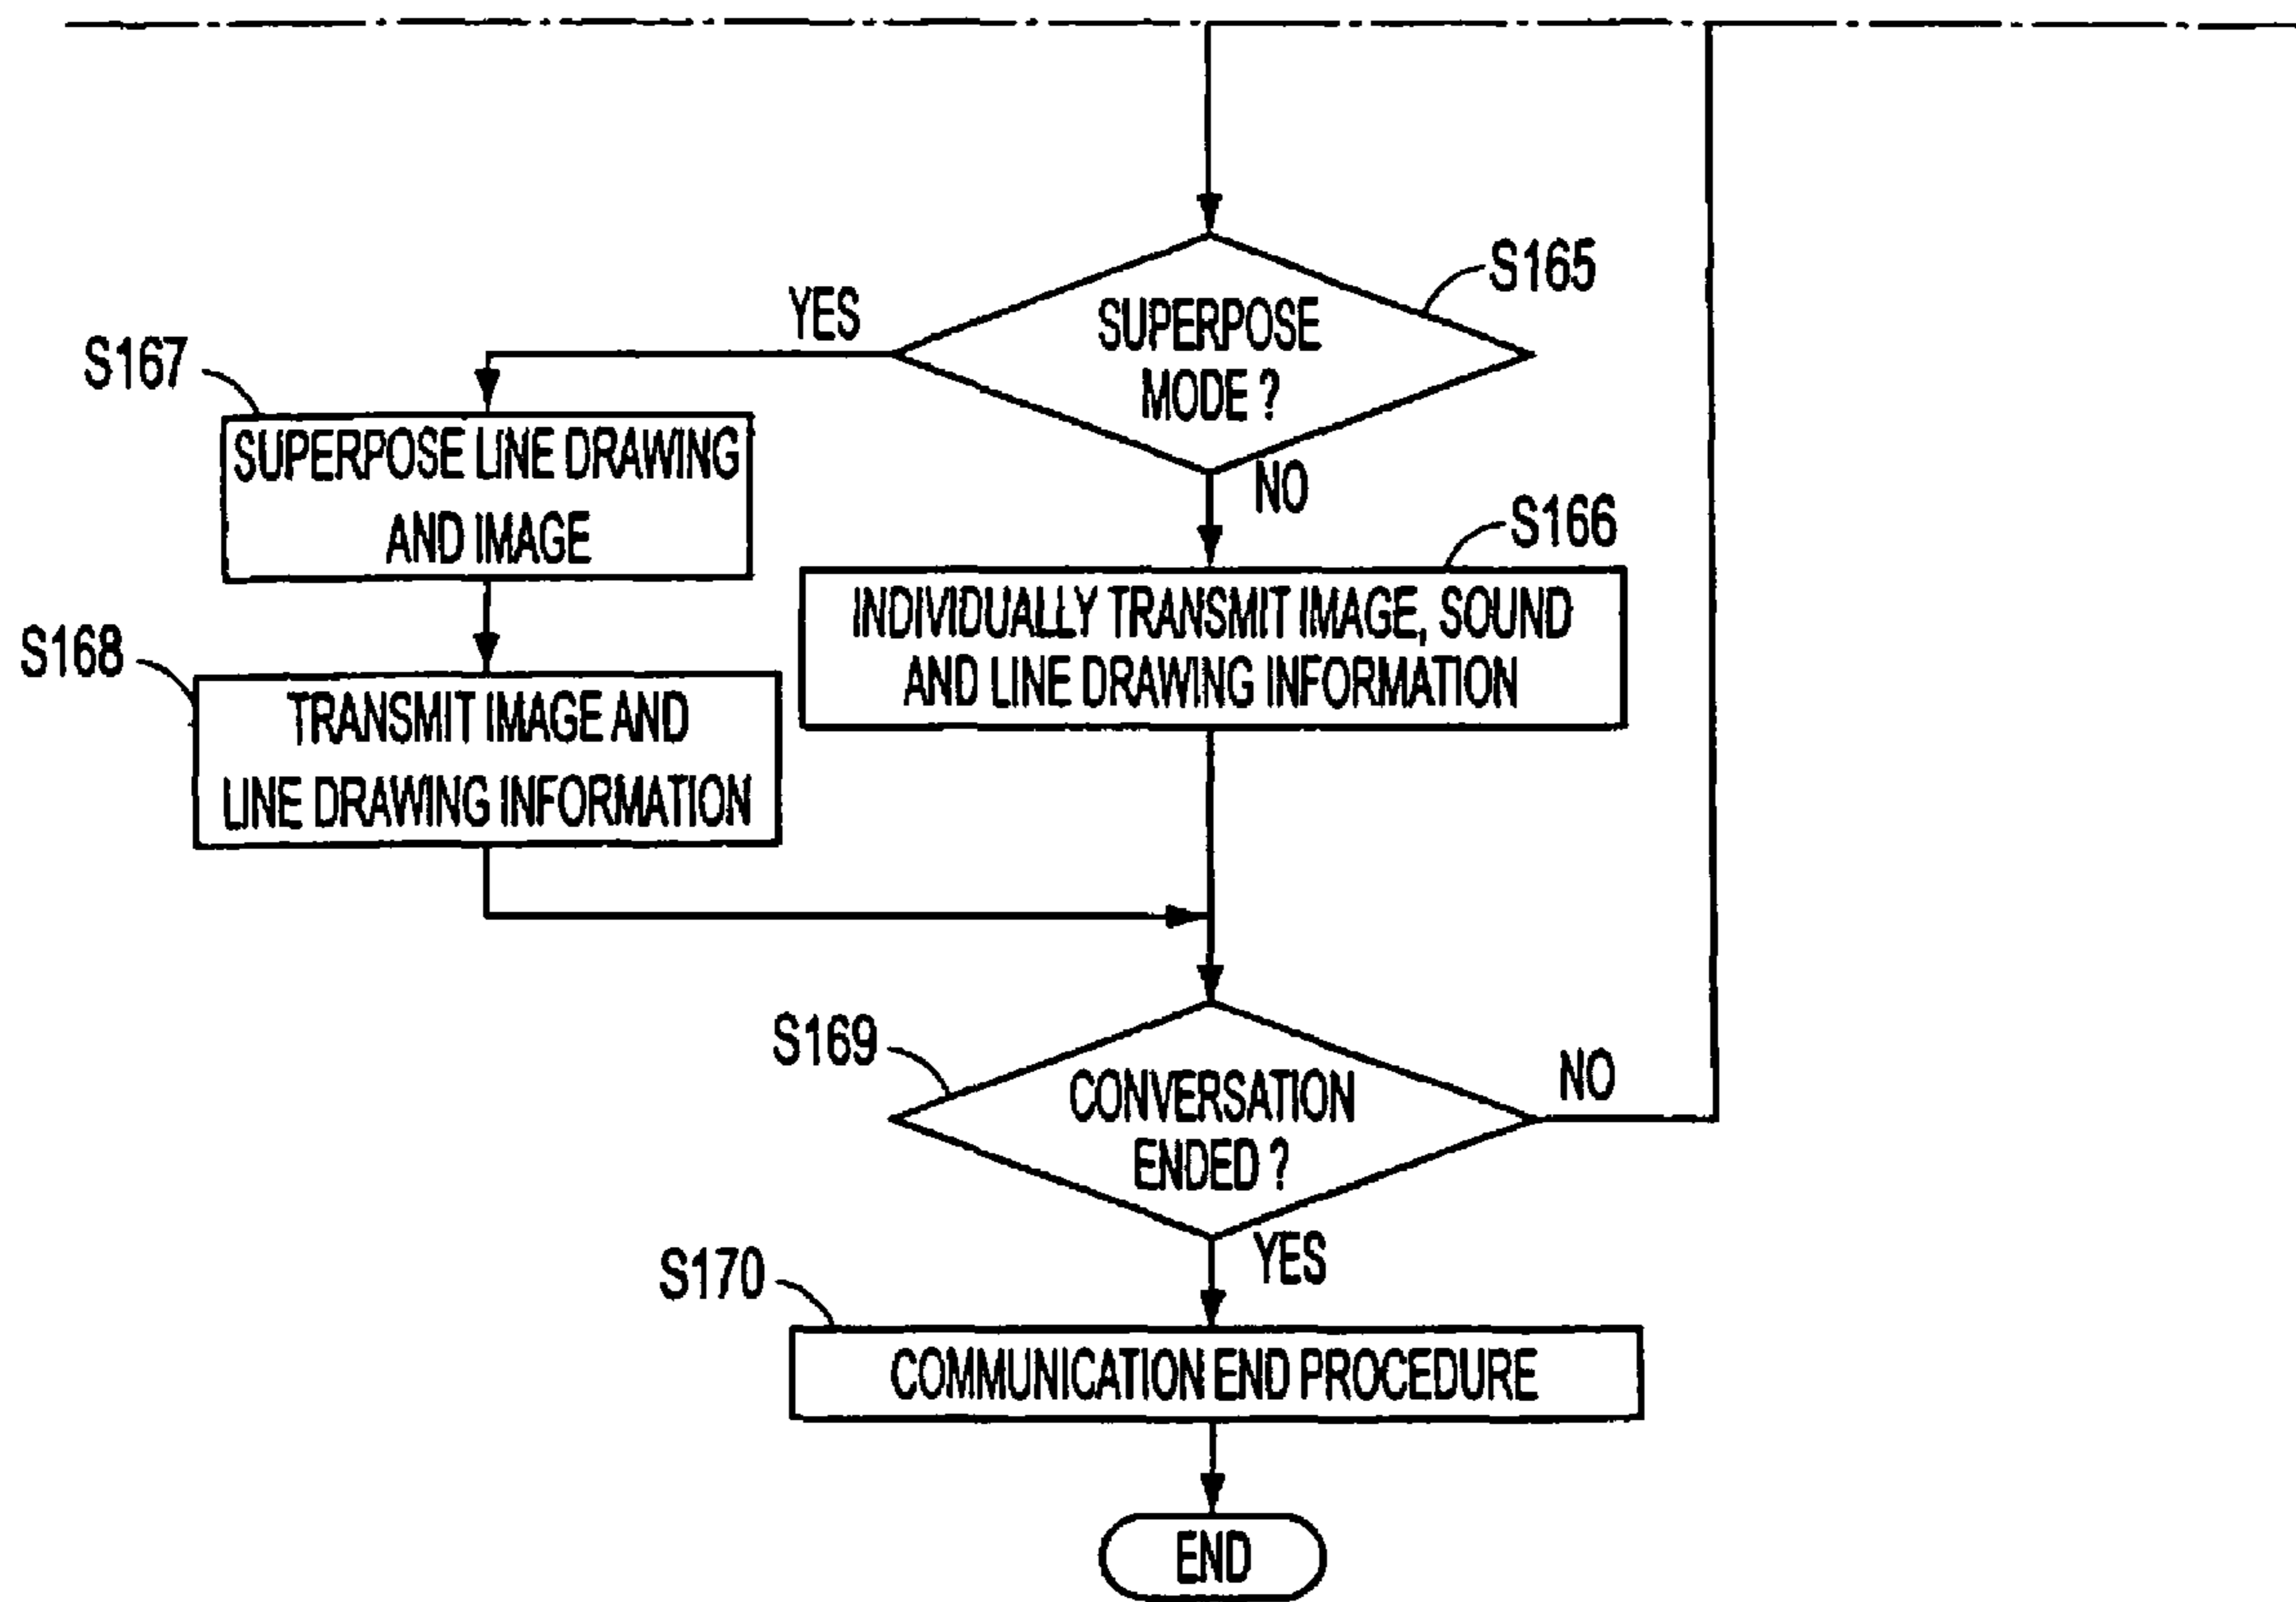 S165
SUPERPOSE
MODE ?
YES
NO
S167
SUPERPOSE LINE DRAWING
AND IMAGE
S166
INDIVIDUALLY TRANSMIT IMAGE, SOUND
AND LINE DRAWING INFORMATION
S168
TRANSMIT IMAGE AND
LINE DRAWING INFORMATION
S169
CONVERSATION
ENDED ?
NO
YES
S170
COMMUNICATION END PROCEDURE
END